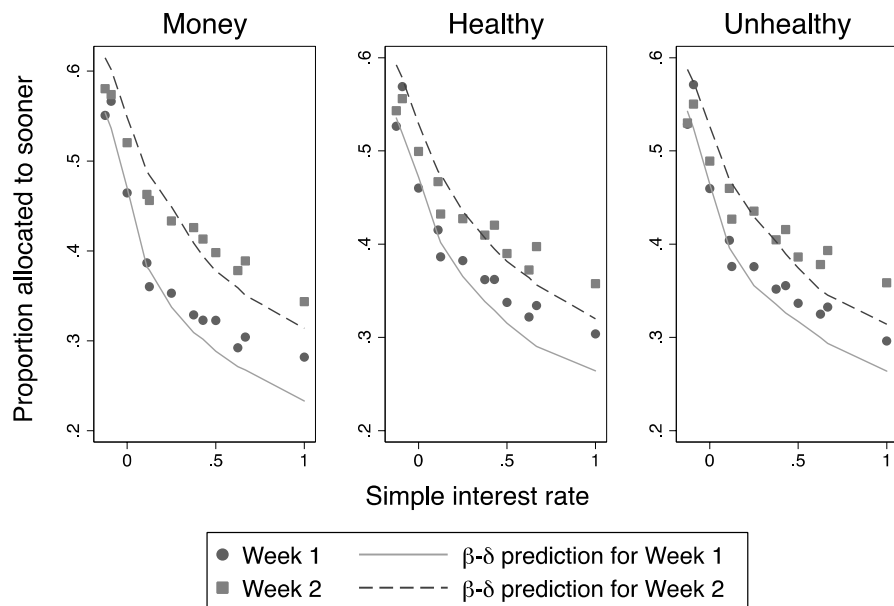 Money Healthy Unhealthy
Proportion allocated to sooner
.6 .6 .6
.5 .5 .5
.4 .4 .4
.3 .3 .3
.2 .2 .2
0 .5 1 0 .5 1 0 .5 1
Simple interest rate
Week 1 β-δ prediction for Week 1
Week 2 β-δ prediction for Week 2